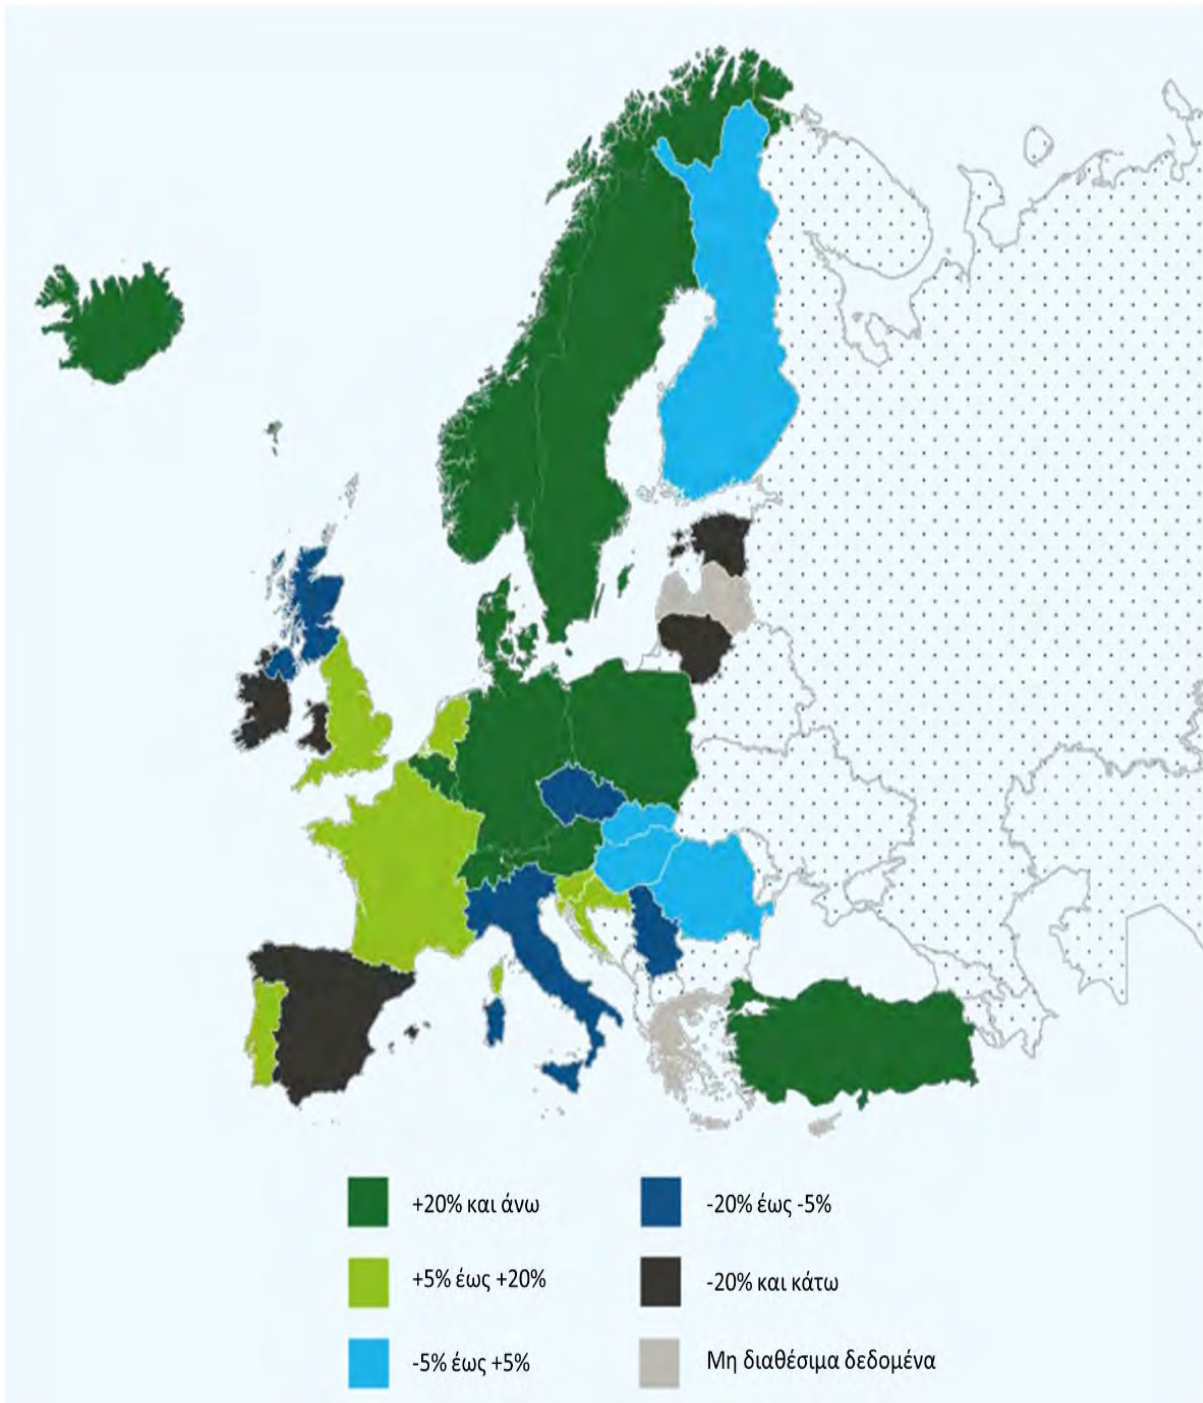 +20% και άνω
-20% έως -5%
+5% έως +20%
-20% και κάτω
-5% έως +5%
Μη διαθέσιμα δεδομένα